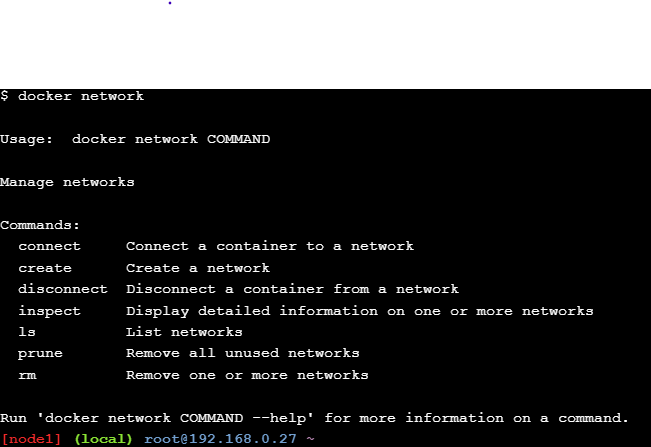 $ docker network
Usage:  docker network COMMAND
Manage networks
Commands:
  connect     Connect a container to a network
  create      Create a network
  disconnect  Disconnect a container from a network
  inspect     Display detailed information on one or more networks
  ls          List networks
  prune       Remove all unused networks
  rm          Remove one or more networks
Run 'docker network COMMAND --help' for more information on a command.
[node1] (local) root@192.168.0.27 ~